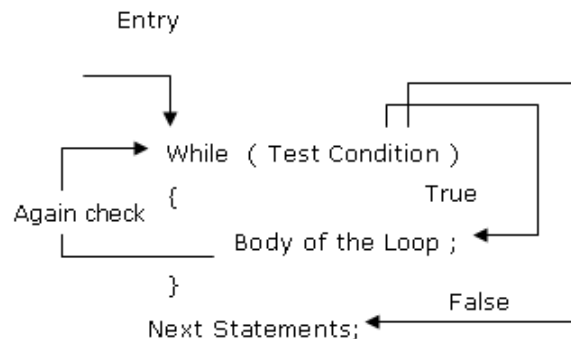 Entry
While ( Test Condition )
{
True
Again check
Body of the Loop ;
}
False
Next Statements;